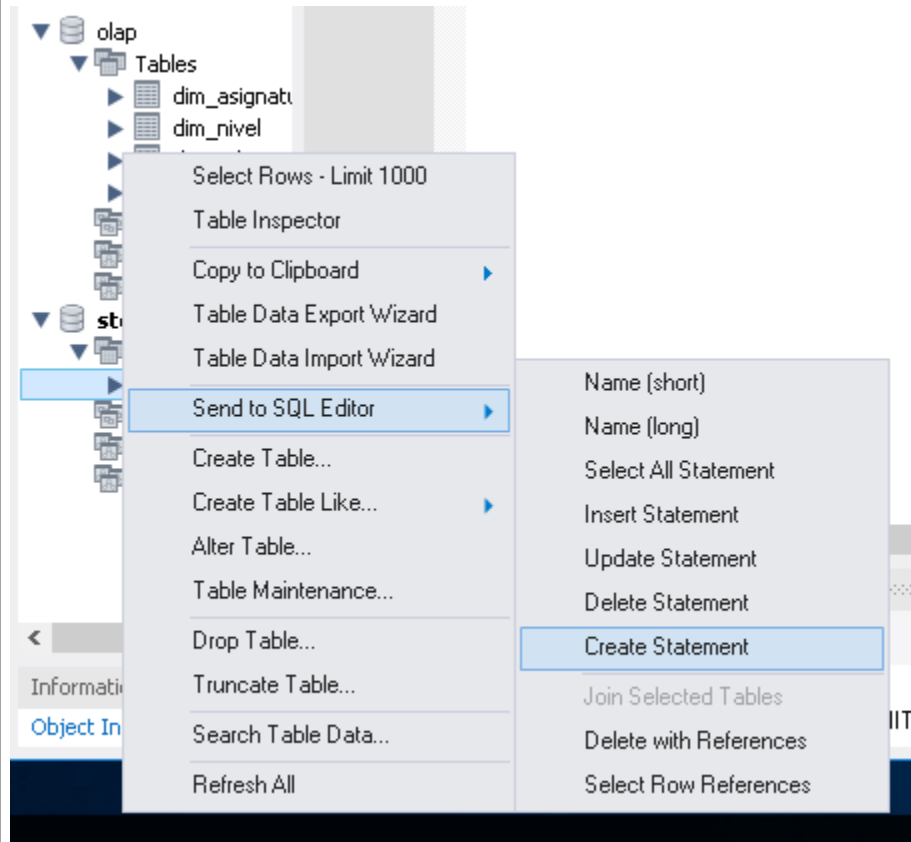 olap
Tables
dim_asignatu
dim_nivel
Select Rows - Limit 1000
Table Inspector
Copy to Clipboard
Table Data Export Wizard
Table Data Import Wizard
Send to SQL Editor
Create Table...
Create Table Like...
Alter Table...
Table Maintenance...
Drop Table...
Truncate Table...
Search Table Data...
Refresh All
Name (short)
Name (long)
Select All Statement
Insert Statement
Update Statement
Delete Statement
Create Statement
Join Selected Tables
Delete with References
Select Row References
Informati
Object In